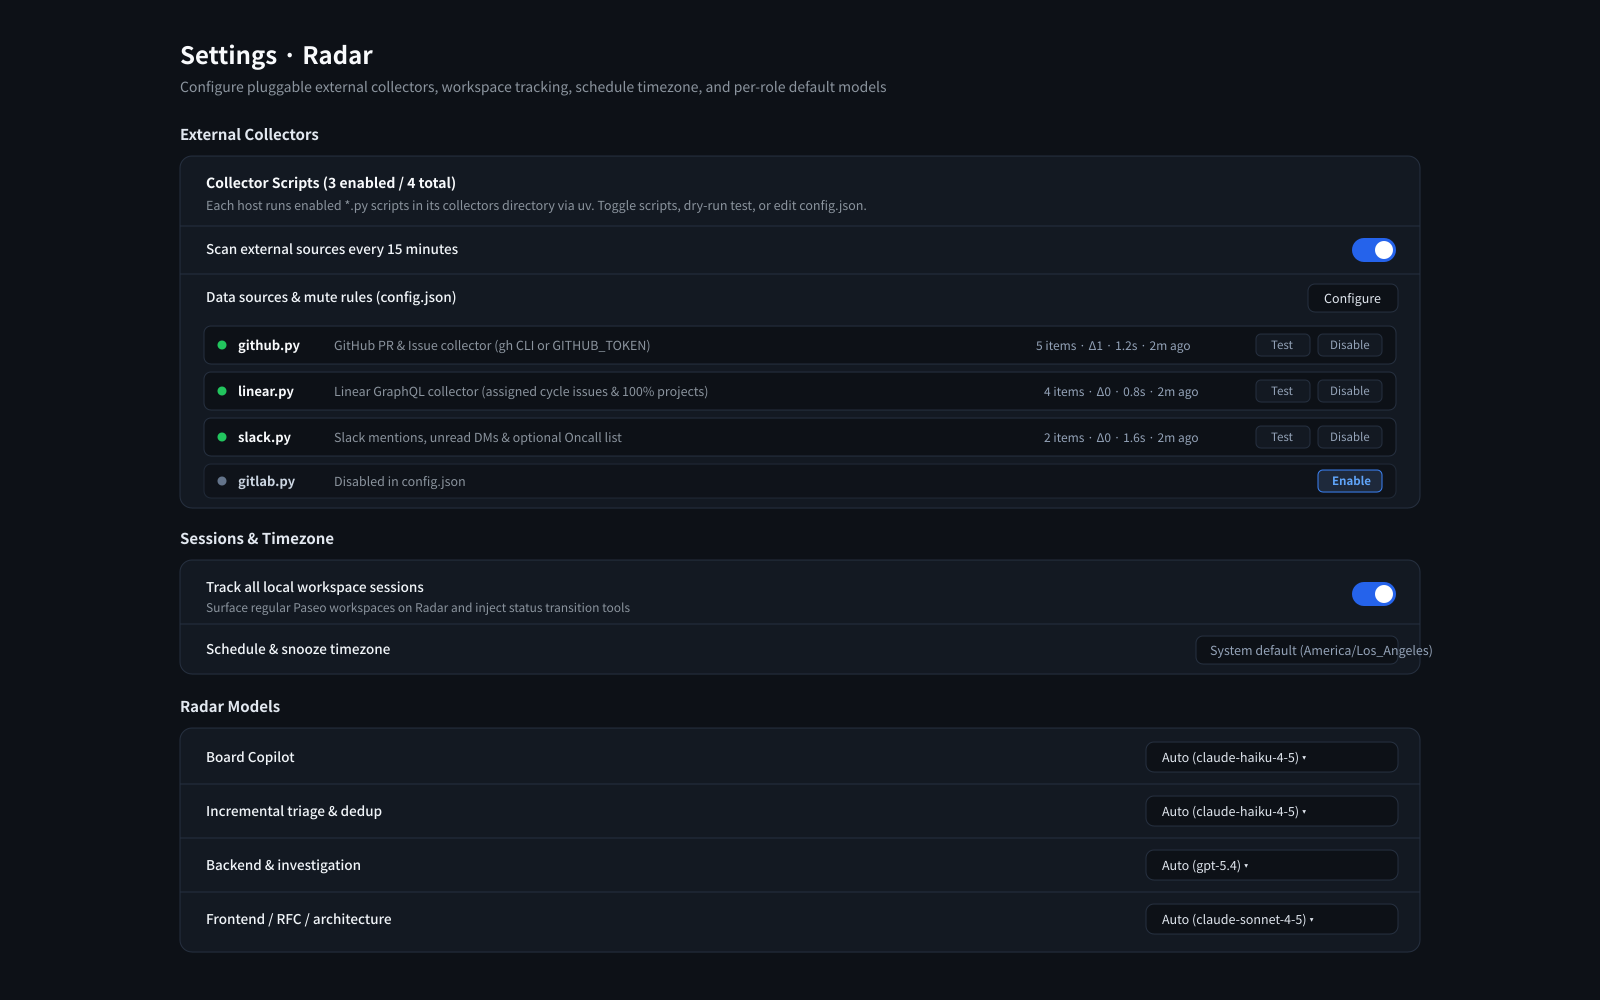 Settings · Radar
Configure pluggable external collectors, workspace tracking, schedule timezone, and per-role default models
External Collectors
Collector Scripts (3 enabled / 4 total)
Each host runs enabled *.py scripts in its collectors directory via uv. Toggle scripts, dry-run test, or edit config.json.
Scan external sources every 15 minutes
Data sources & mute rules (config.json) Configure
github.py GitHub PR & Issue collector (gh CLI or GITHUB_TOKEN) 5 items · Δ1 · 1.2s · 2m ago Test Disable
linear.py Linear GraphQL collector (assigned cycle issues & 100% projects) 4 items · Δ0 · 0.8s · 2m ago Test Disable
slack.py Slack mentions, unread DMs & optional Oncall list 2 items · Δ0 · 1.6s · 2m ago Test Disable
gitlab.py Disabled in config.json Enable
Sessions & Timezone
Track all local workspace sessions
Surface regular Paseo workspaces on Radar and inject status transition tools
Schedule & snooze timezone System default (America/Los_Angeles)
Radar Models
Board Copilot Auto (claude-haiku-4-5) ▾
Incremental triage & dedup Auto (claude-haiku-4-5) ▾
Backend & investigation Auto (gpt-5.4) ▾
Frontend / RFC / architecture Auto (claude-sonnet-4-5) ▾